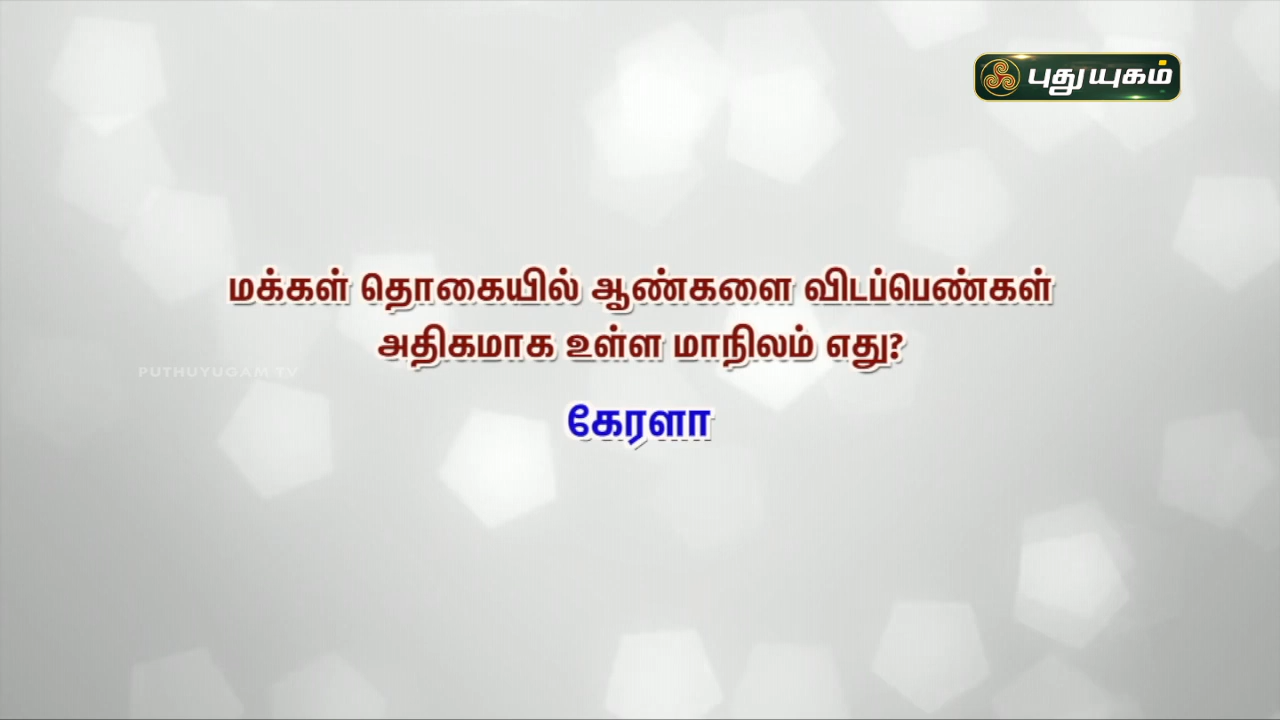 புதுயுகம்
மக்கள் தொகையில் ஆண்களை விடப்பெண்கள்
அதிகமாக உள்ள மாநிலம் எது?
PUTHUYUGAM TV
கேரளா